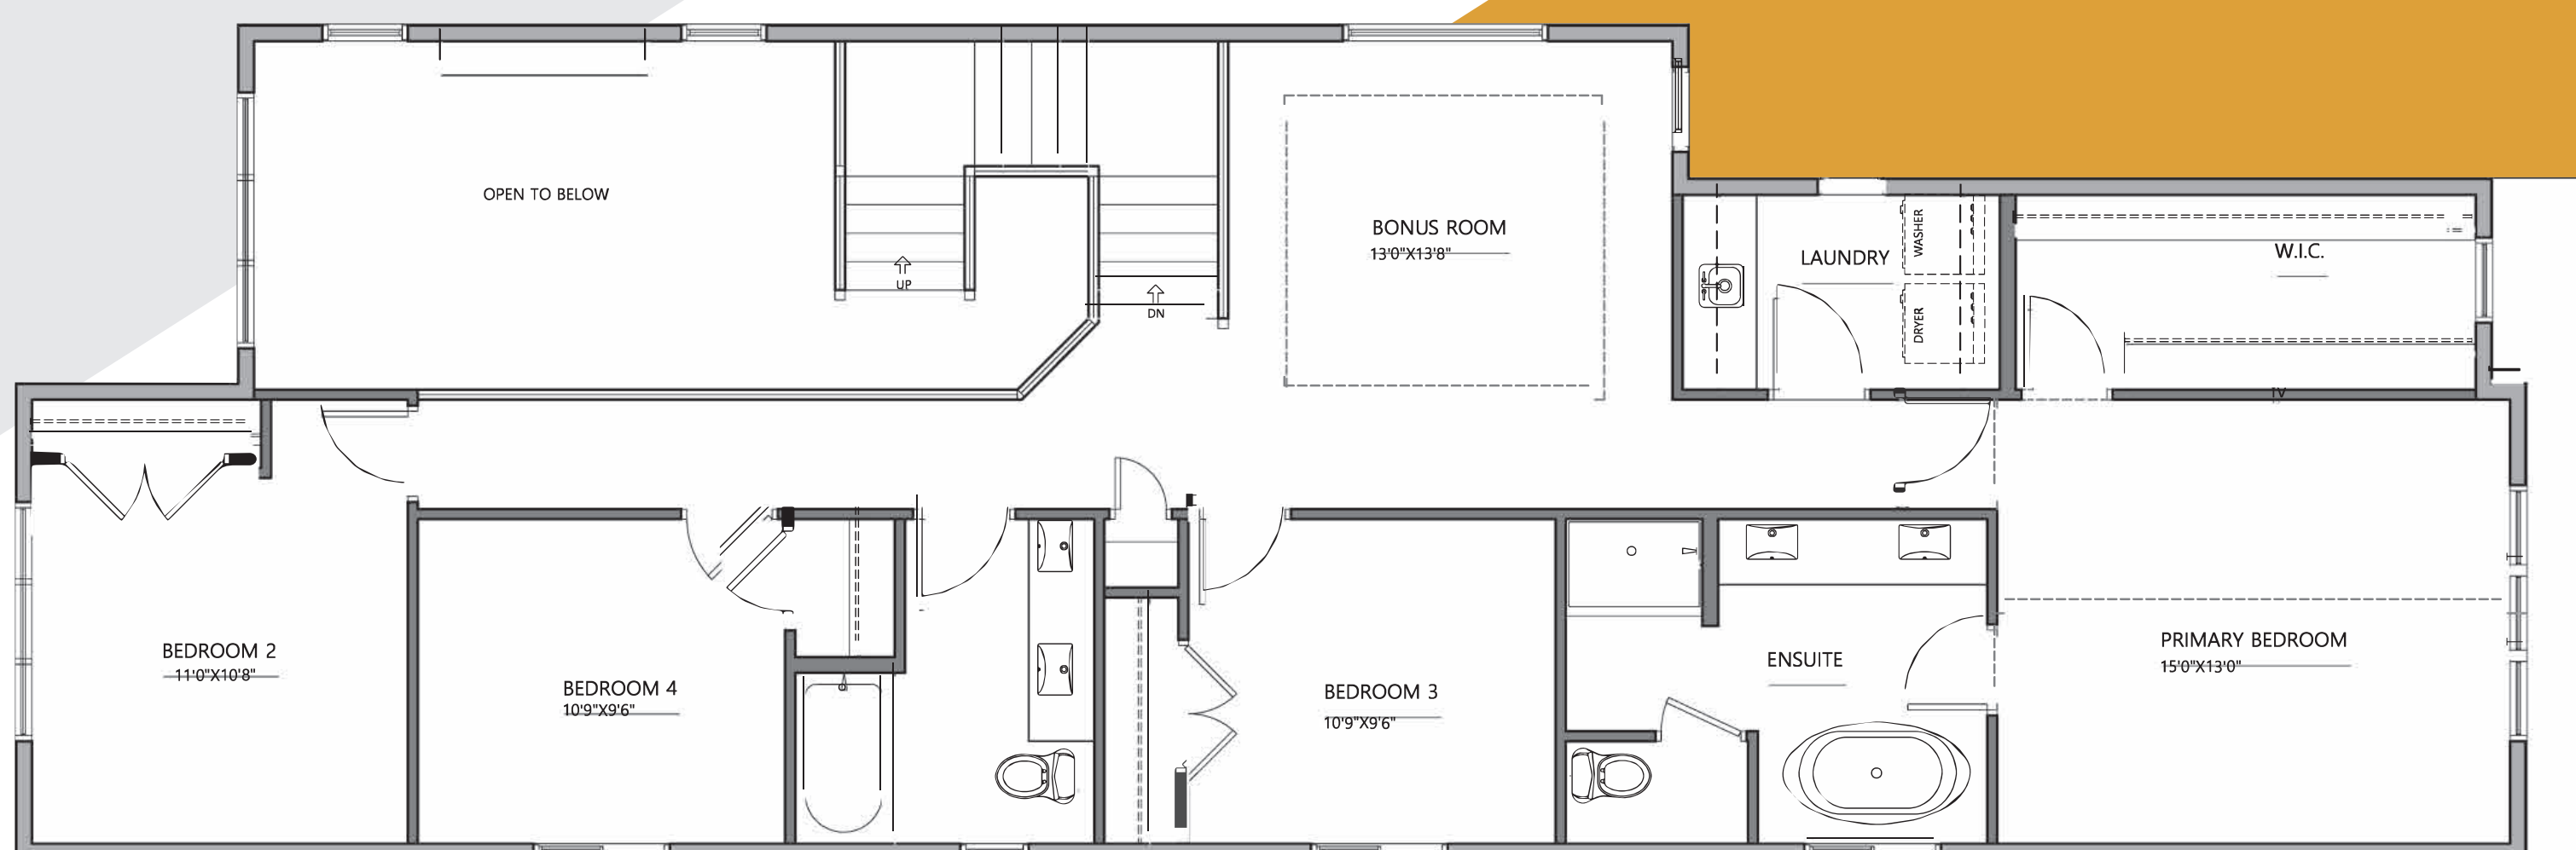 OPEN TO BELOW
UP
DN
BONUS ROOM
13'0"X13'8"
LAUNDRY
WASHER
DRYER
W.I.C.
BEDROOM 2
11'0"X10'8"
BEDROOM 4
10'9"X9'6"
BEDROOM 3
10'9"X9'6"
ENSUITE
PRIMARY BEDROOM
15'0"X13'0"